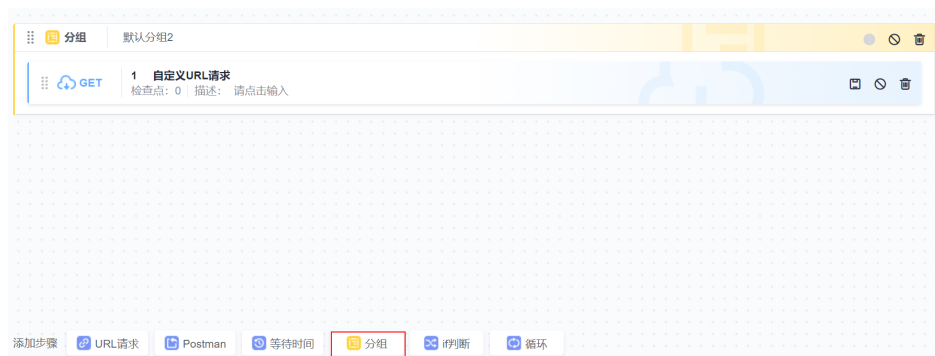 分组 默认分组2
GET 1 自定义URL请求
检查点：0 描述： 请点击输入
添加步骤 URL请求 Postman 等待时间 分组 if判断 循环